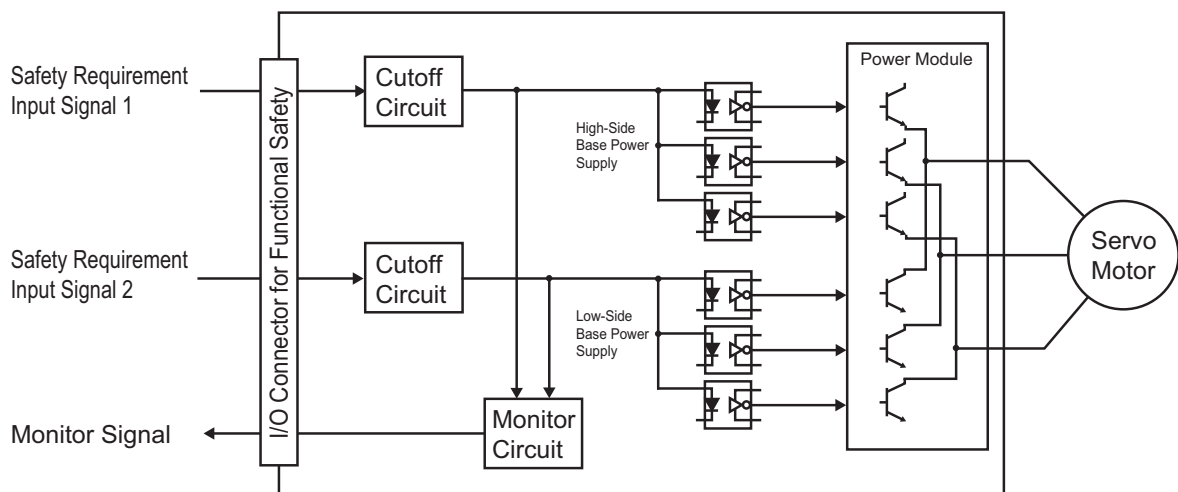 Safety Requirement
Input Signal 1
I/O Connector for Functional Safety
Cutoff
Circuit
High-Side
Base Power
Supply
Power Module
Safety Requirement
Input Signal 2
Cutoff
Circuit
Low-Side
Base Power
Supply
Servo
Motor
Monitor Signal
Monitor
Circuit